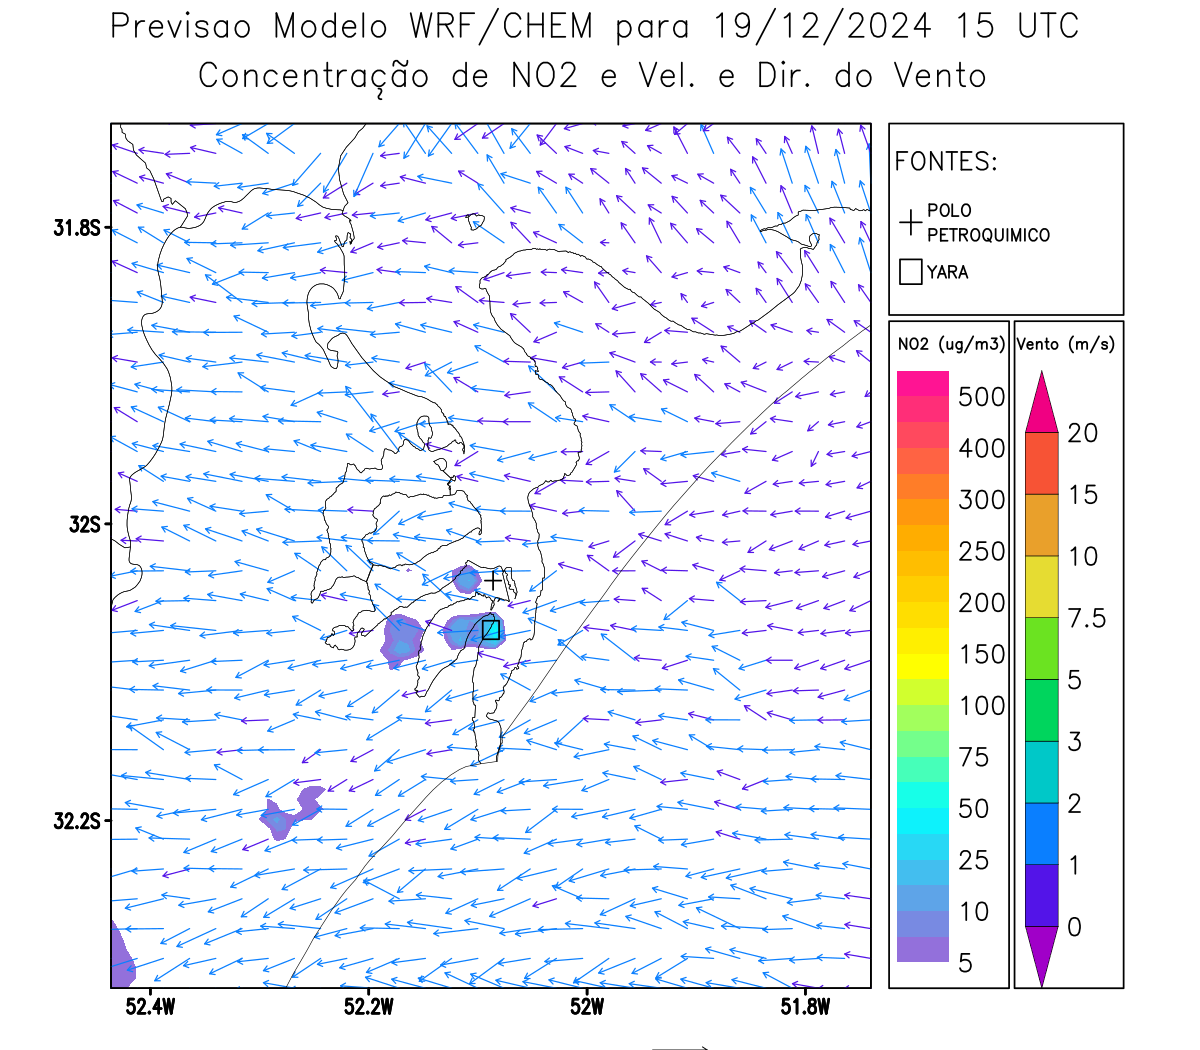 Previsao Modelo WRF/CHEM para 19/12/2024 15 UTC
Concentração de NO2 e Vel. e Dir. do Vento
FONTES:
POLO
PETROQUIMICO
YARA
NO2 (ug/m3)
500
400
300
250
200
150
100
75
50
25
10
5
Vento (m/s)
20
15
10
7.5
5
3
2
1
0
31.8S
32S
32.2S
52.4W
52.2W
52W
51.8W